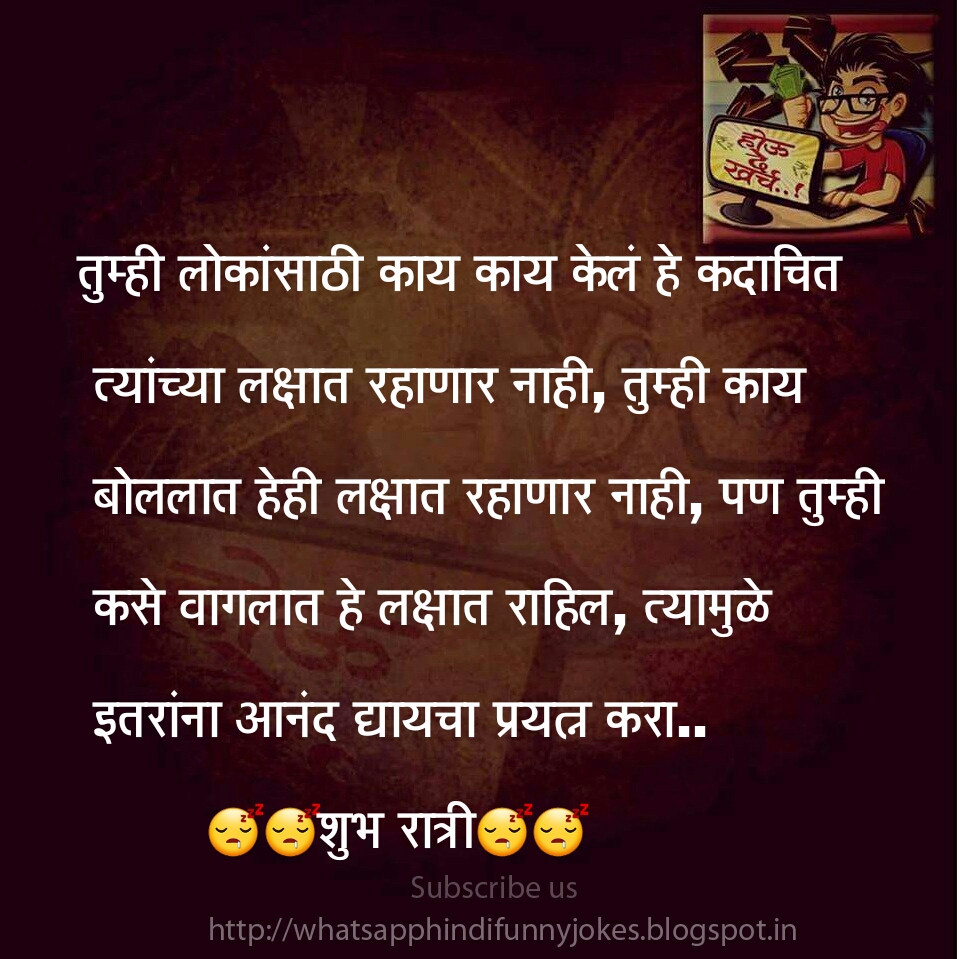 होऊ
दे
खर्च..!
तुम्ही लोकांसाठी काय काय केलं हे कदाचित
त्यांच्या लक्षात रहाणार नाही, तुम्ही काय
बोललात हेही लक्षात रहाणार नाही, पण तुम्ही
कसे वागलात हे लक्षात राहिल, त्यामुळे
इतरांना आनंद द्यायचा प्रयत्न करा..
😴😴शुभ रात्री😴😴
Subscribe us
http://whatsapphindifunnyjokes.blogspot.in